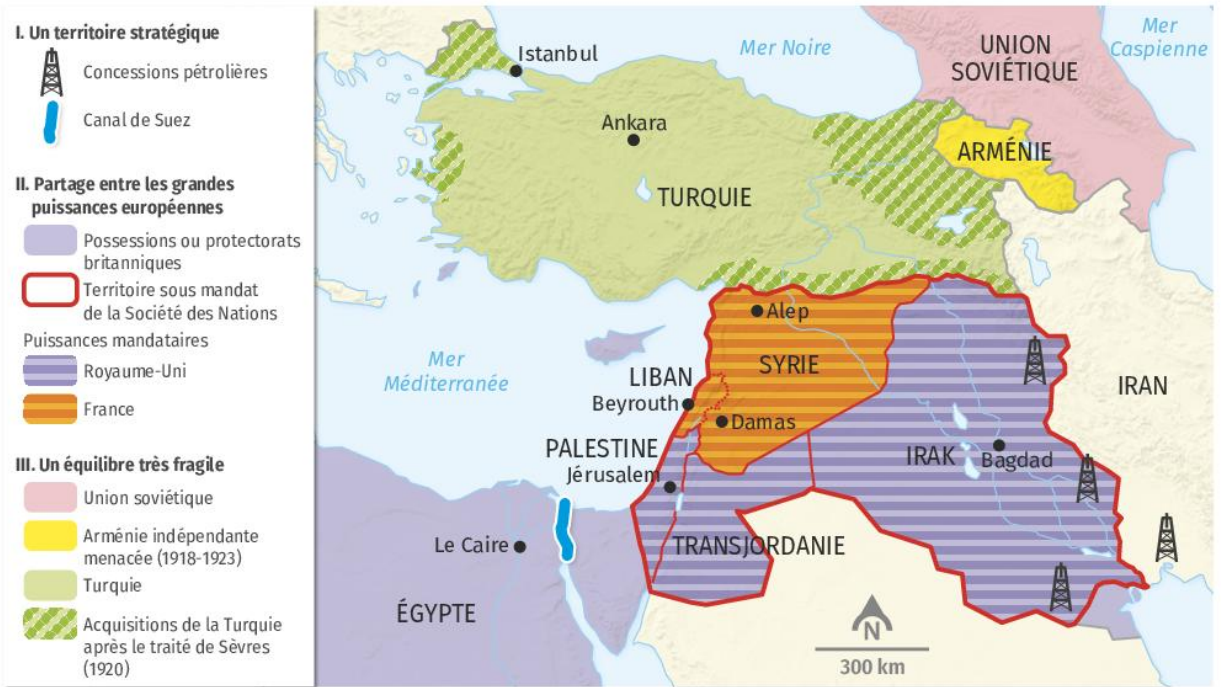 I. Un territoire stratégique
Concessions pétrolières
Canal de Suez
II. Partage entre les grandes
puissances européennes
Possessions ou protectorats
britanniques
Territoire sous mandat
de la Société des Nations
Puissances mandataires
Royaume-Uni
France
III. Un équilibre très fragile
Union soviétique
Arménie indépendante
menacée (1918-1923)
Turquie
Acquisitions de la Turquie
après le traité de Sèvres
(1920)
Mer
Caspienne
UNION
SOVIÉTIQUE
Mer Noire
Istanbul
Ankara
ARMÉNIE
TURQUIE
Alep
Mer
Méditerranée
SYRIE
LIBAN
Beyrouth
IRAN
Damas
PALESTINE
Jérusalem
IRAK
Bagdad
Le Caire
TRANSJORDANIE
ÉGYPTE
N
300 km